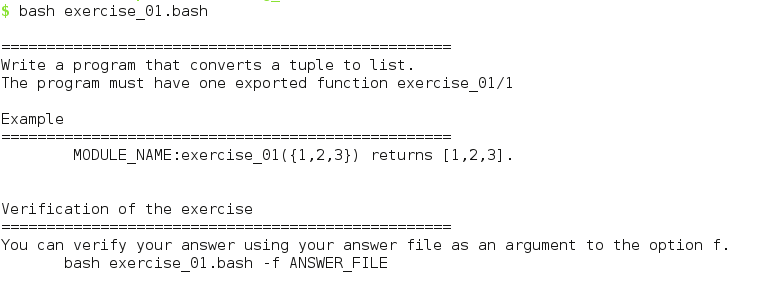 $ bash exercise_01.bash
==================================================
Write a program that converts a tuple to list.
The program must have one exported function exercise_01/1
Example
==================================================
MODULE_NAME:exercise_01({1,2,3}) returns [1,2,3].
Verification of the exercise
==================================================
You can verify your answer using your answer file as an argument to the option f.
bash exercise_01.bash -f ANSWER_FILE